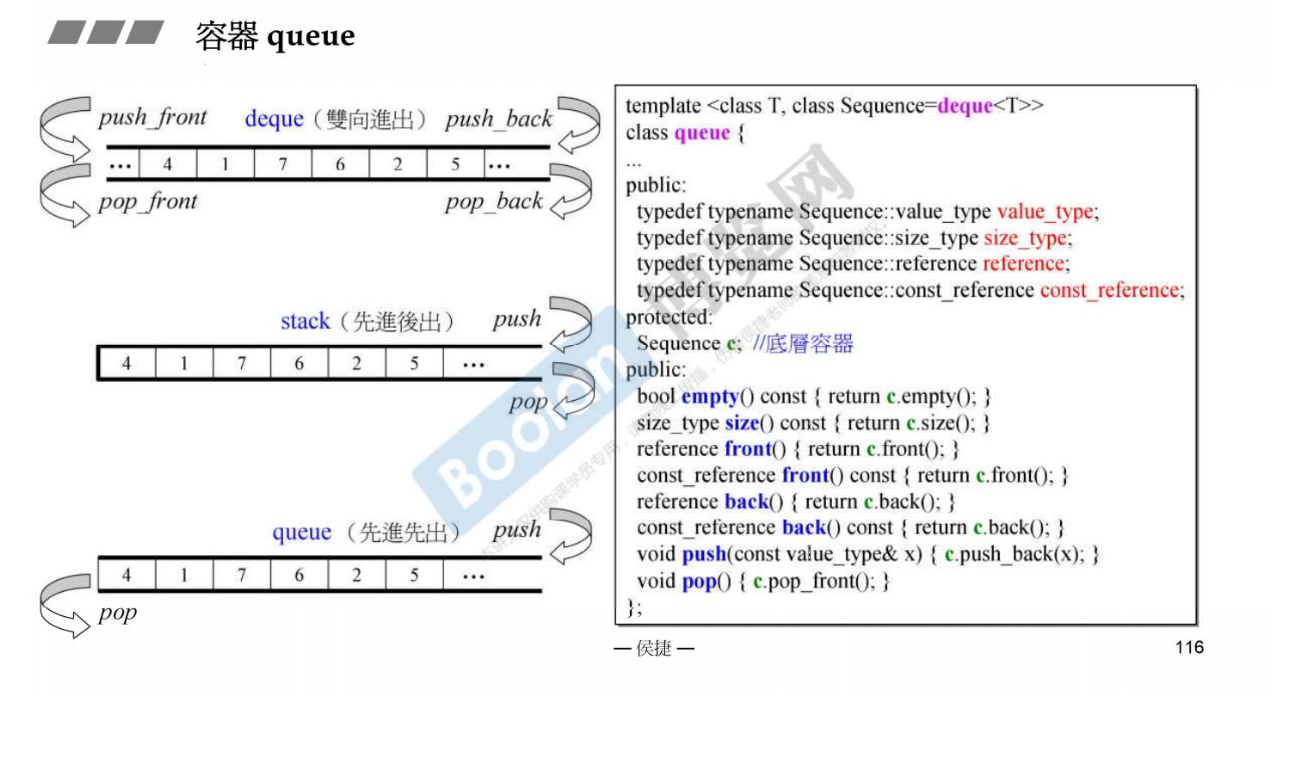 容器 queue
push_front deque（雙向進出） push_back
... 4 1 7 6 2 5 ...
pop_front pop_back
stack（先進後出） push
4 1 7 6 2 5 ...
pop
queue （先進先出） push
4 1 7 6 2 5 ...
pop
template <class T, class Sequence=deque<T>>
class queue {
...
public:
typedef typename Sequence::value_type value_type;
typedef typename Sequence::size_type size_type;
typedef typename Sequence::reference reference;
typedef typename Sequence::const_reference const_reference;
protected:
Sequence c; //底層容器
public:
bool empty() const { return c.empty(); }
size_type size() const { return c.size(); }
reference front() { return c.front(); }
const_reference front() const { return c.front(); }
reference back() { return c.back(); }
const_reference back() const { return c.back(); }
void push(const value_type& x) { c.push_back(x); }
void pop() { c.pop_front(); }
};
— 侯捷 —
116
Boolan
博览网